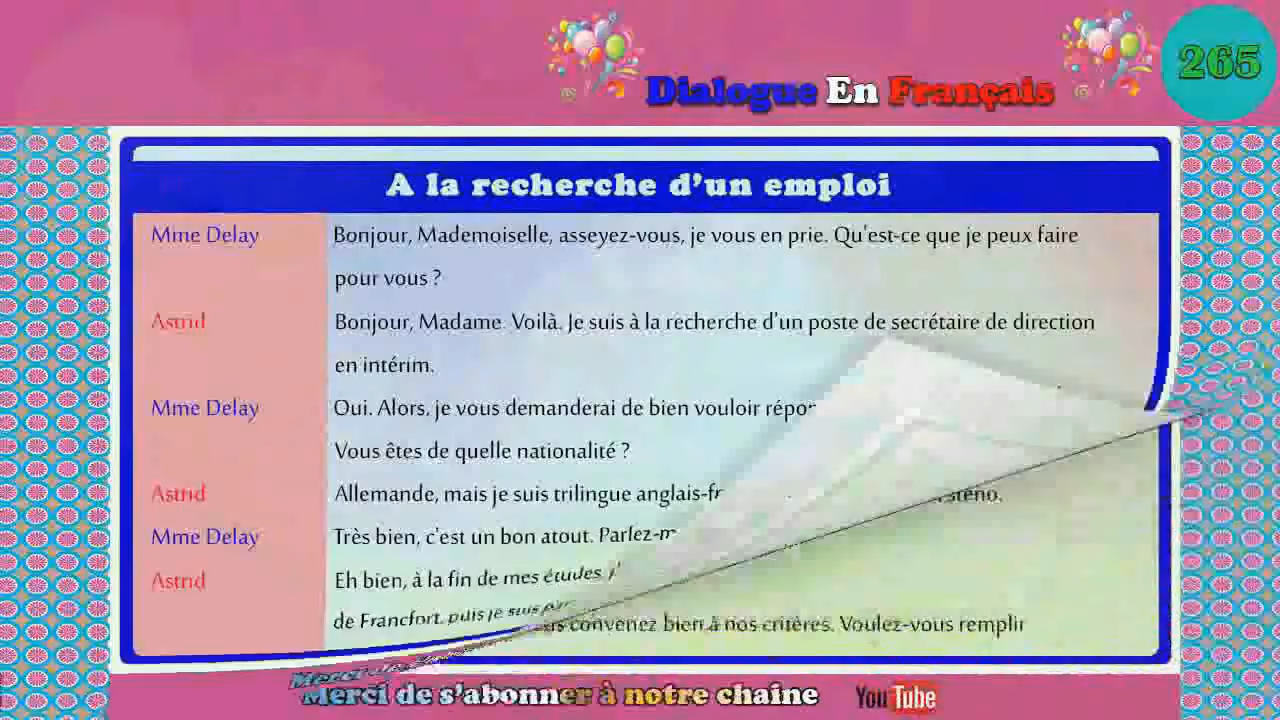 265
Dialogue En Français
A la recherche d'un emploi
Mme Delay Bonjour, Mademoiselle, asseyez-vous, je vous en prie. Qu'est-ce que je peux faire
pour vous ?
Astrid Bonjour, Madame. Voilà. Je suis à la recherche d'un poste de secrétaire de direction
en intérim.
Mme Delay Oui. Alors, je vous demanderai de bien vouloir
Vous êtes de quelle nationalité ?
Astrid Allemande, mais je suis trilingue sténo.
Mme Delay Très bien, c'est un bon atout.
Astrid Eh bien, à la fin de mes études
de Francfort, puis je suis
convenez bien à nos critères. Voulez-vous remplir
Merci de s'abonner à notre chaine YouTube